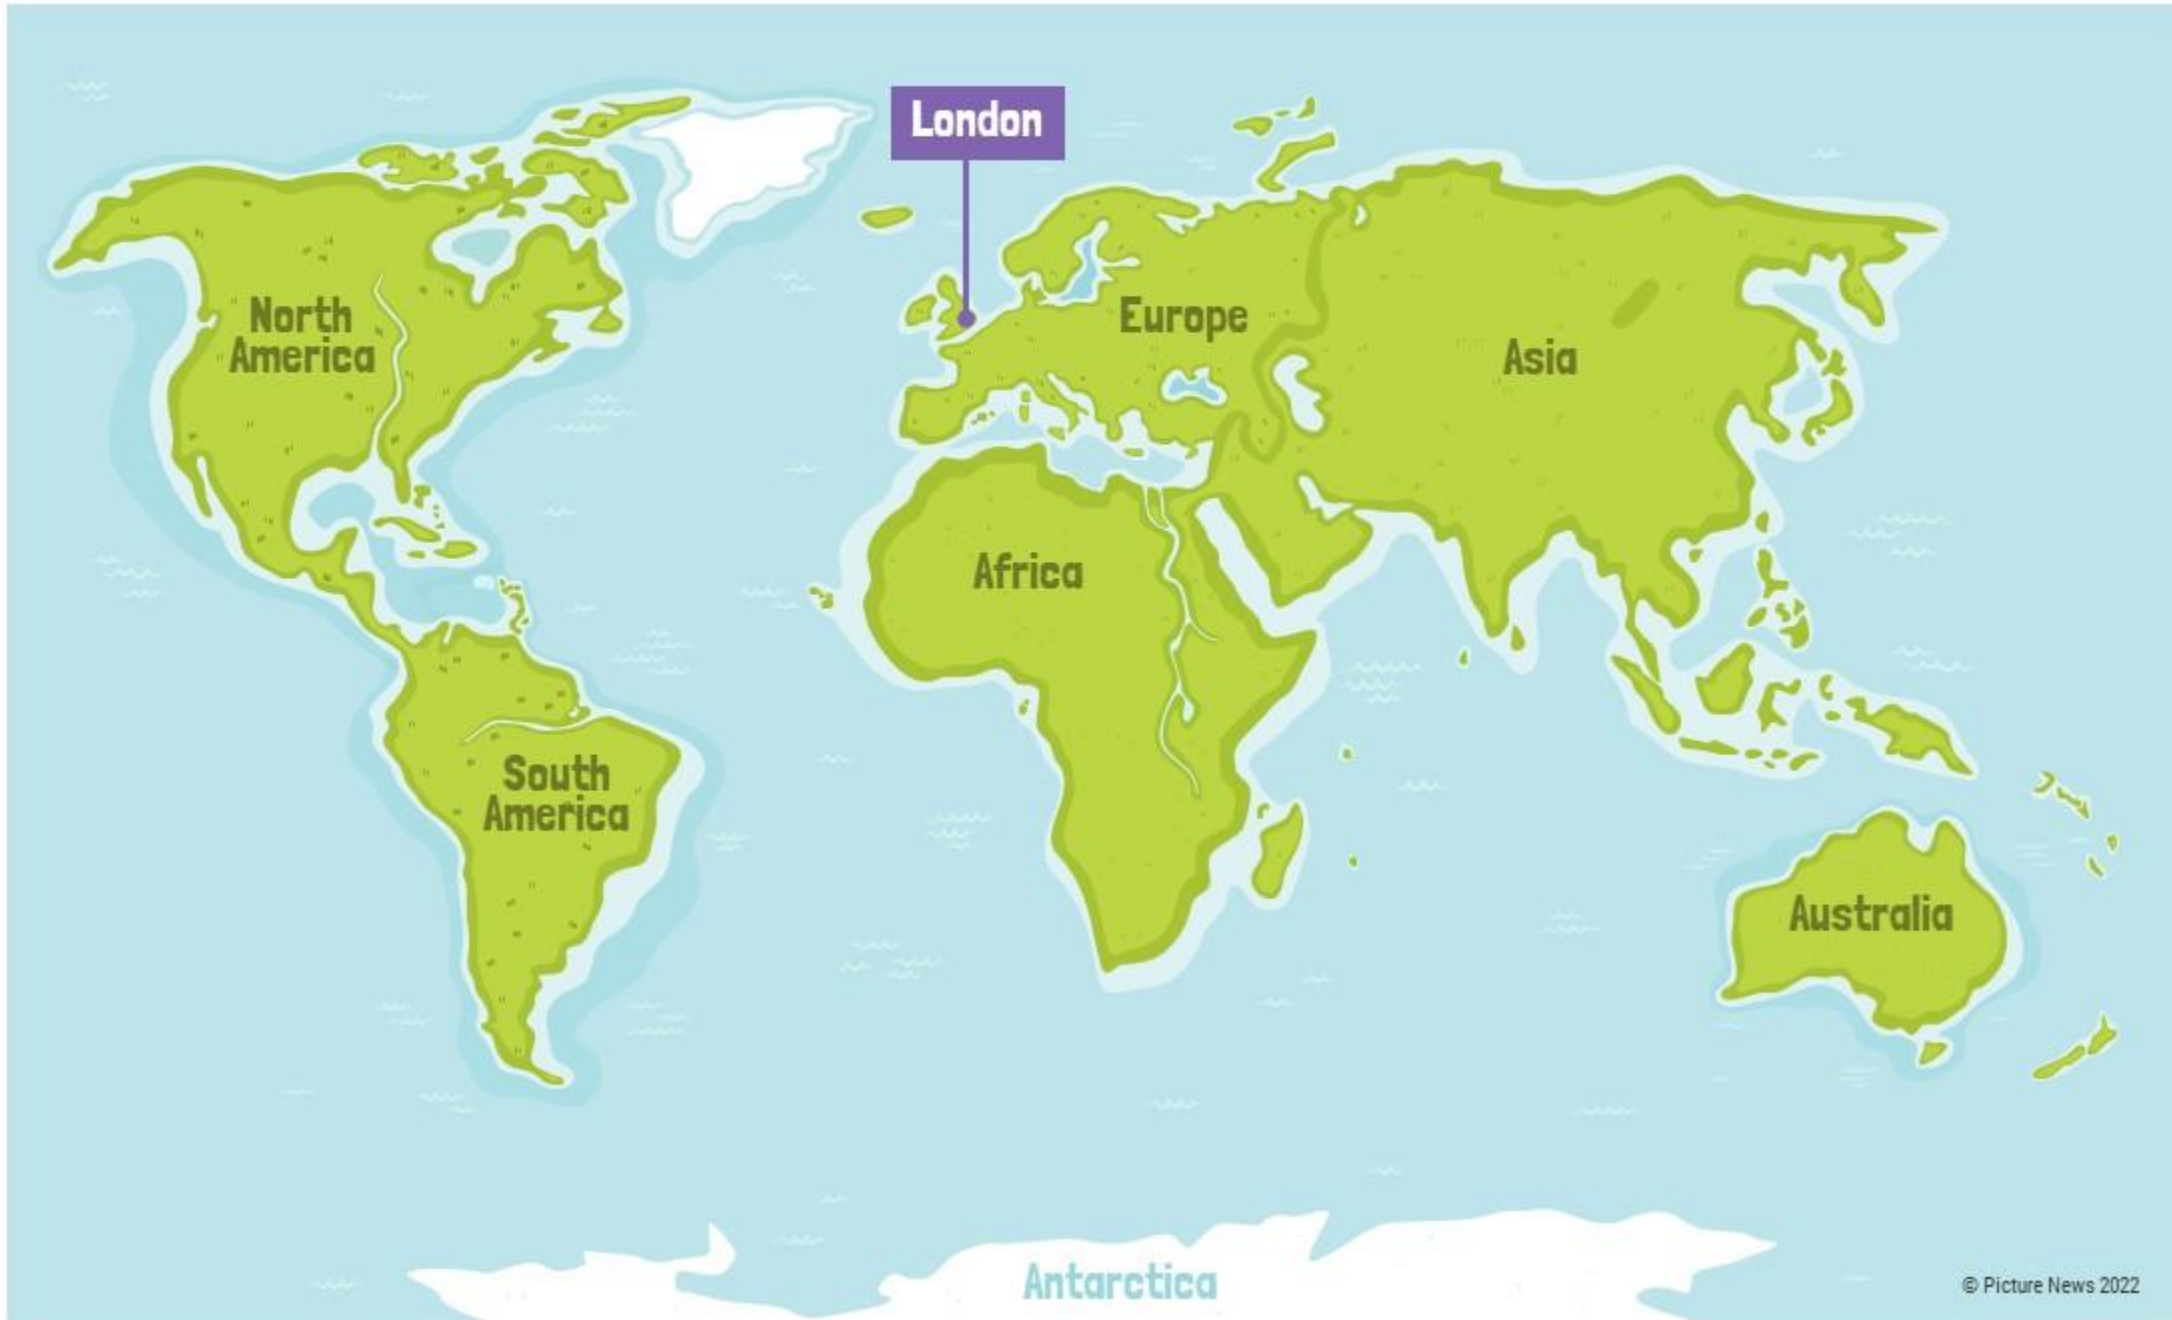 London
North
America
Europe
Asia
Africa
South
America
Australia
Antarctica
© Picture News 2022